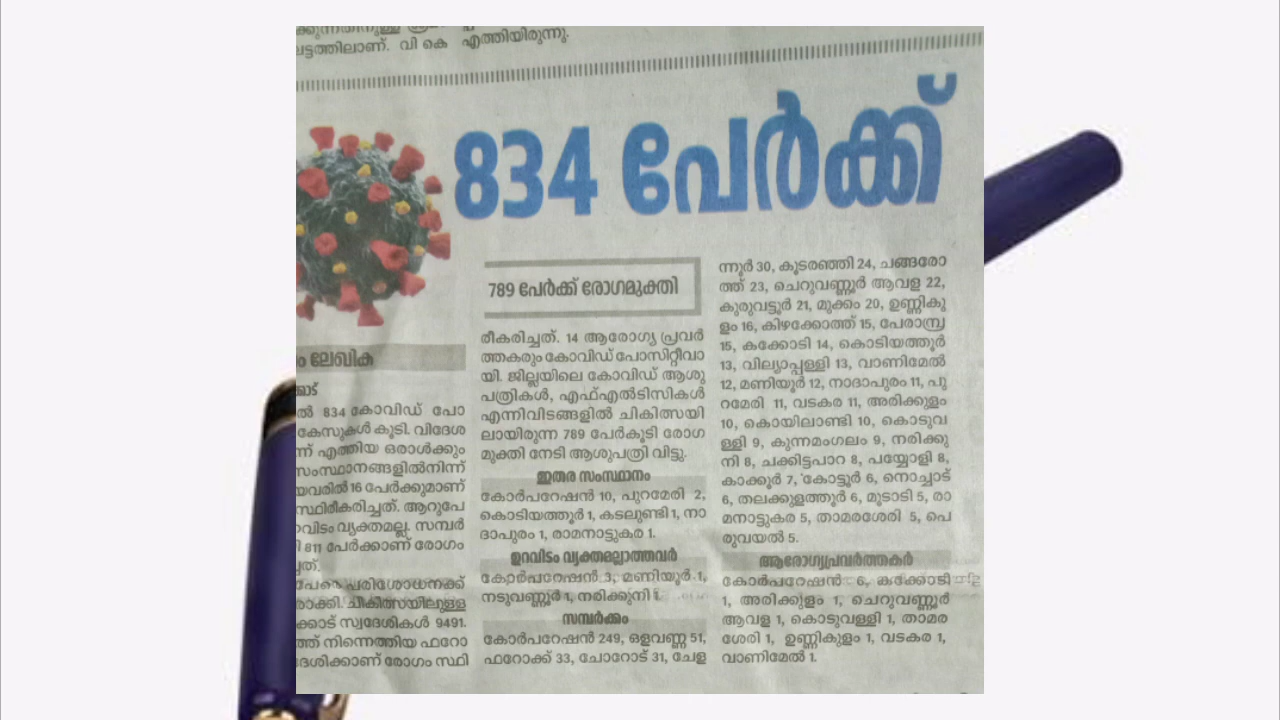 ലട്ടത്തിലാണ്. വി കെ എത്തിയിരുന്നു.
834 പേർക്ക്
ലേഖിക
834 കോവിഡ് പോ
കേസുകൾ കൂടി. വിദേശ
ന്ന് എത്തിയ ഒരാൾക്കും
സംസ്ഥാനങ്ങളിൽനിന്ന്
യവരിൽ 16 പേർക്കുമാണ്
സ്ഥിരീകരിച്ചത്. ആറുപേ
റവിടം വ്യക്തമല്ല. സമ്പർ
811 പേർക്കാണ് രോഗം
ച്ചത്.
പേരെ പരിശോധനക്ക്
രാക്കി. ചികിത്സയിലുള്ള
ക്കോട് സ്വദേശികൾ 9491.
ത്ത് നിന്നെത്തിയ ഫറോ
ദേശിക്കാണ് രോഗം സ്ഥി
789 പേർക്ക് രോഗമുക്തി
രീകരിച്ചത്. 14 ആരോഗ്യ പ്രവർ
ത്തകരും കോവിഡ് പോസിറ്റീവാ
യി. ജില്ലയിലെ കോവിഡ് ആശു
പത്രികൾ, എഫ്എൽടിസികൾ
എന്നിവിടങ്ങളിൽ ചികിത്സയി
ലായിരുന്ന 789 പേർകൂടി രോഗ
മുക്തി നേടി ആശുപത്രി വിട്ടു.
ഇതര സംസ്ഥാനം
കോർപറേഷൻ 10, പുറമേരി 2,
കൊടിയത്തൂർ 1, കടലുണ്ടി 1, നാ
ദാപുരം 1, രാമനാട്ടുകര 1.
ഉറവിടം വ്യക്തമല്ലാത്തവർ
കോർപറേഷൻ 3, മണിയൂർ 1,
നടുവണ്ണൂർ 1, നരിക്കുനി 1.
സമ്പർക്കം
കോർപറേഷൻ 249, ഒളവണ്ണ 51,
ഫറോക്ക് 33, ചോറോട് 31, ചേള
ന്നൂർ 30, കൂടരഞ്ഞി 24, ചങ്ങരോ
ത്ത് 23, ചെറുവണ്ണൂർ ആവള 22,
കുരുവട്ടൂർ 21, മുക്കം 20, ഉണ്ണികു
ളം 16, കിഴക്കോത്ത് 15, പേരാമ്പ്ര
15, കക്കോടി 14, കൊടിയത്തൂർ
13, വില്യാപ്പള്ളി 13, വാണിമേൽ
12, മണിയൂർ 12, നാദാപുരം 11, പു
റമേരി 11, വടകര 11, അരിക്കുളം
10, കൊയിലാണ്ടി 10, കൊടുവ
ള്ളി 9, കുന്നമംഗലം 9, നരിക്കു
നി 8, ചക്കിട്ടപാറ 8, പയ്യോളി 8,
കാക്കൂർ 7, കോട്ടൂർ 6, നൊച്ചാട്
6, തലക്കുളത്തൂർ 6, മൂടാടി 5, രാ
മനാട്ടുകര 5, താമരശേരി 5, പെ
രുവയൽ 5.
ആരോഗ്യപ്രവർത്തകർ
കോർപറേഷൻ 6, കക്കോടി
1, അരിക്കുളം 1, ചെറുവണ്ണൂർ
ആവള 1, കൊടുവള്ളി 1, താമര
ശേരി 1, ഉണ്ണികുളം 1, വടകര 1,
വാണിമേൽ 1.